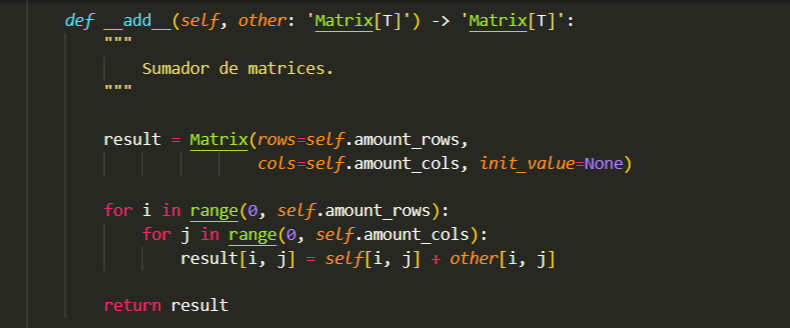 def __add__(self, other: 'Matrix[T]') -> 'Matrix[T]':
"""
Sumador de matrices.
"""
result = Matrix(rows=self.amount_rows,
cols=self.amount_cols, init_value=None)
for i in range(0, self.amount_rows):
for j in range(0, self.amount_cols):
result[i, j] = self[i, j] + other[i, j]
return result